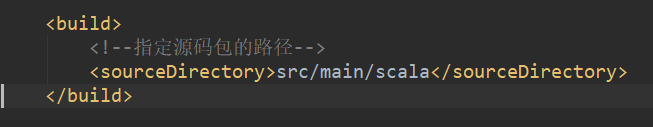 <build>
<!--指定源码包的路径-->
<sourceDirectory>src/main/scala</sourceDirectory>
</build>